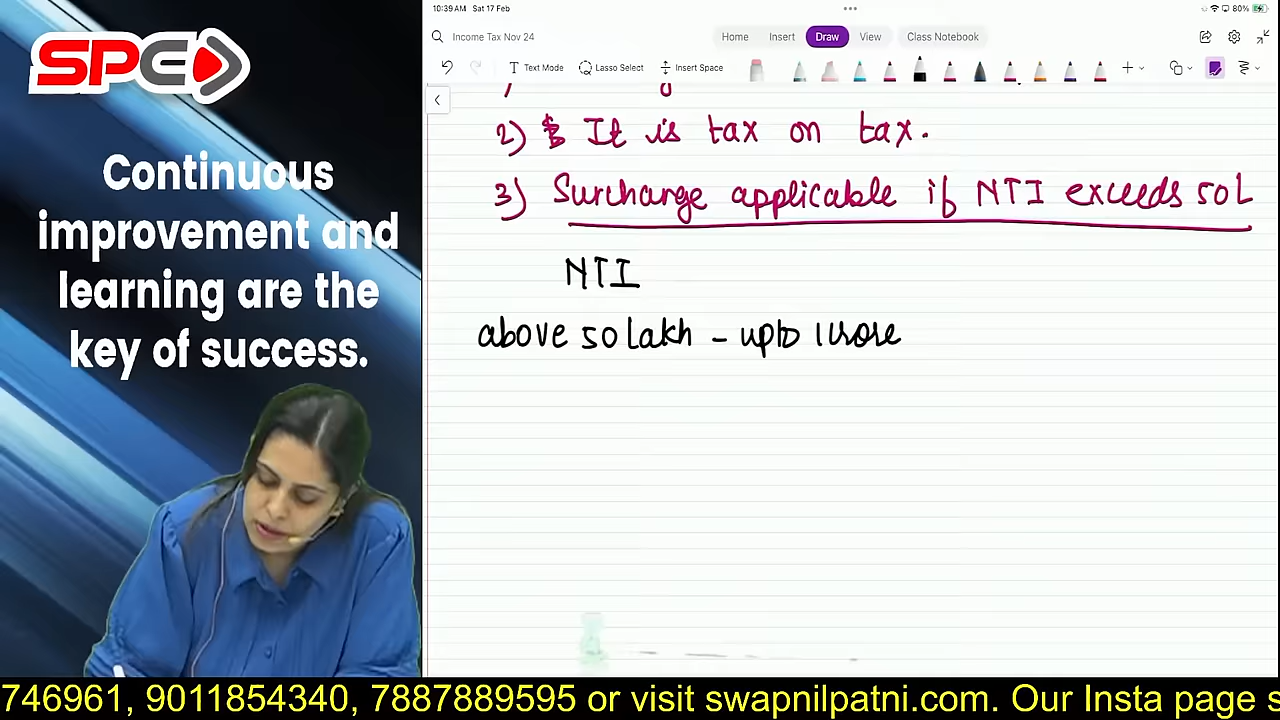 SPC
Continuous
improvement and
learning are the
key of success.
10:39 AM Sat 17 Feb
80%
Income Tax Nov 24
Home Insert Draw View Class Notebook
Text Mode Lasso Select Insert Space
2) It is tax on tax.
3) Surcharge applicable if NTI exceeds 50L
NTI
above 50 Lakh - upto 1 crore
746961, 9011854340, 7887889595 or visit swapnilpatni.com. Our Insta page s